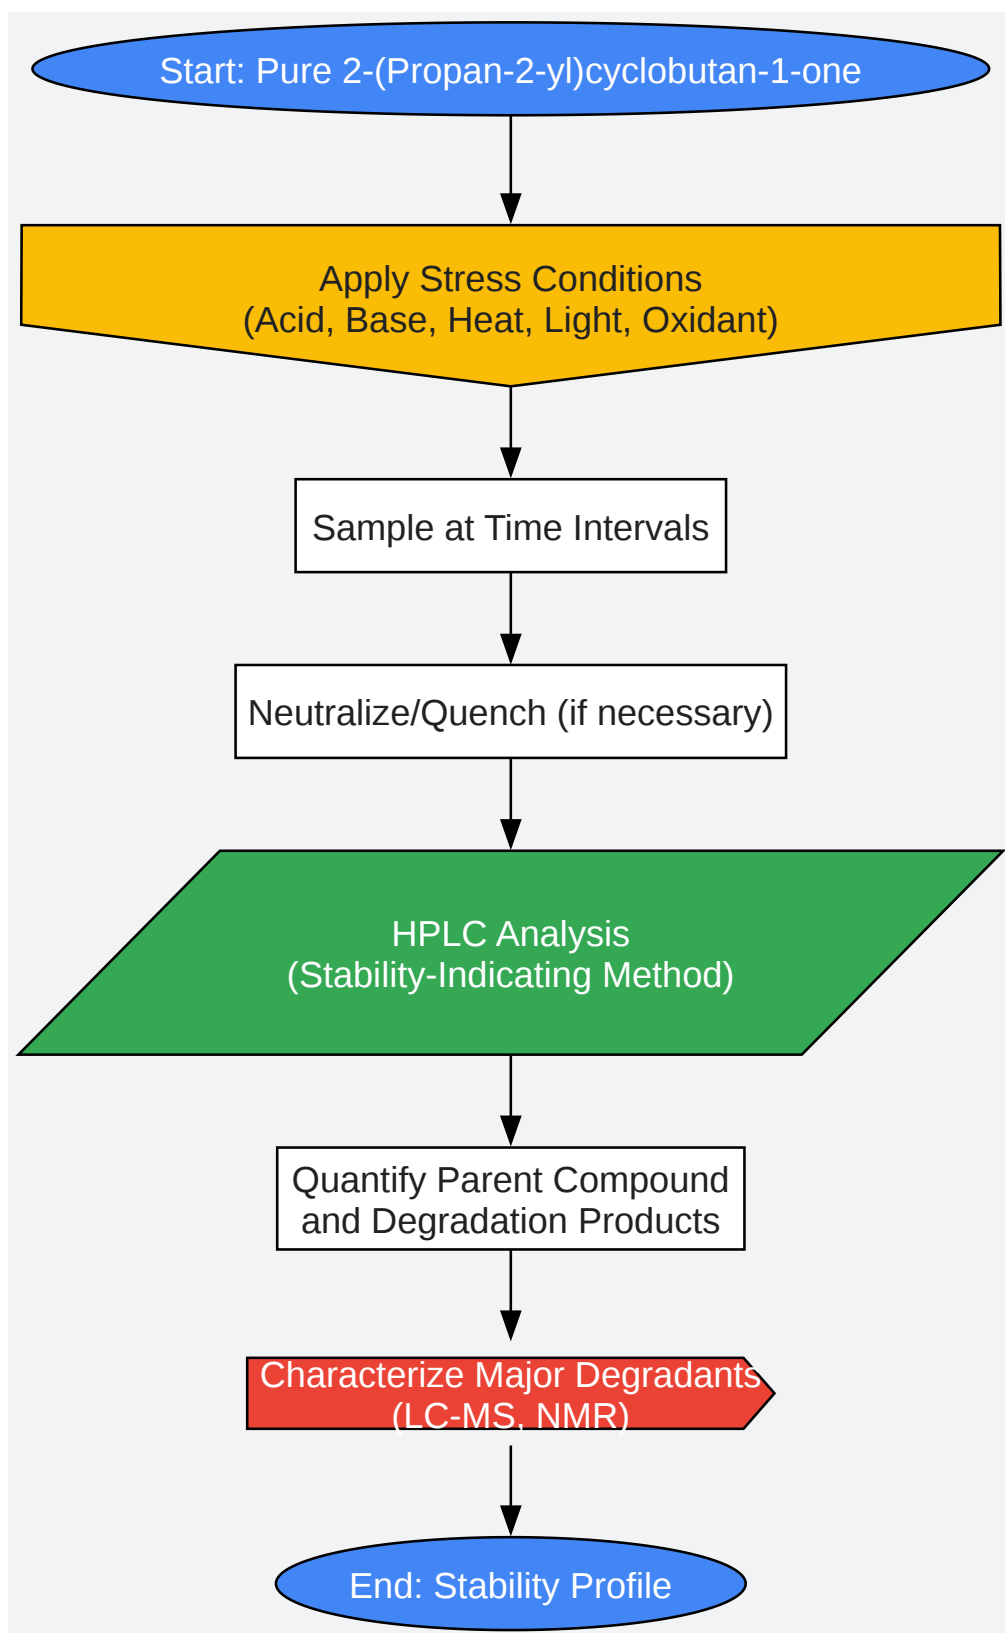 Start: Pure 2-(Propan-2-yl)cyclobutan-1-one
Apply Stress Conditions
(Acid, Base, Heat, Light, Oxidant)
Sample at Time Intervals
Neutralize/Quench (if necessary)
HPLC Analysis
(Stability-Indicating Method)
Quantify Parent Compound
and Degradation Products
Characterize Major Degradants
(LC-MS, NMR)
End: Stability Profile